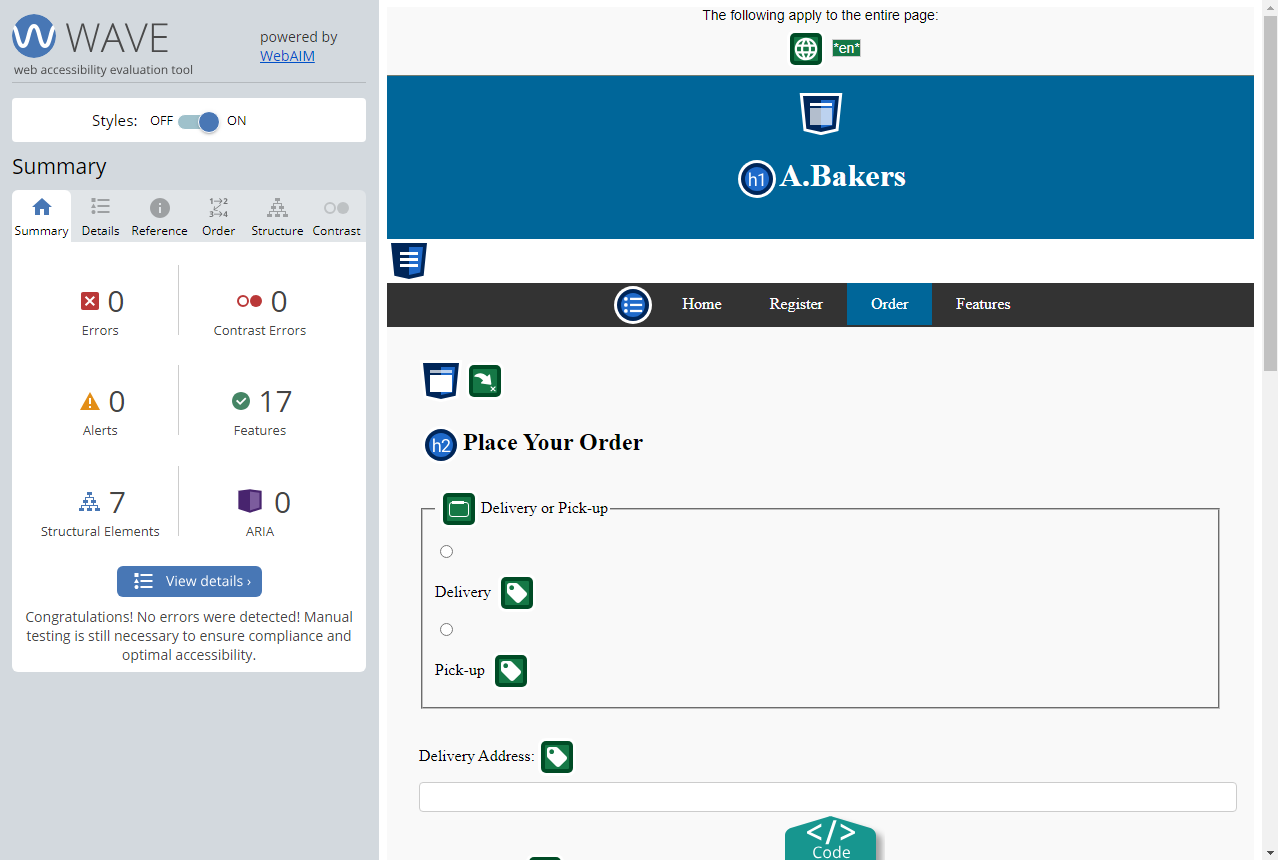 WAVE
web accessibility evaluation tool
powered by
WebAIM
Styles: OFF ON
Summary
Summary Details Reference Order Structure Contrast
0
Errors
0
Contrast Errors
0
Alerts
17
Features
7
Structural Elements
0
ARIA
View details ›
Congratulations! No errors were detected! Manual
testing is still necessary to ensure compliance and
optimal accessibility.
The following apply to the entire page:
*en*
h1 A.Bakers
Home Register Order Features
h2 Place Your Order
Delivery or Pick-up
Delivery
Pick-up
Delivery Address:
</>
Code